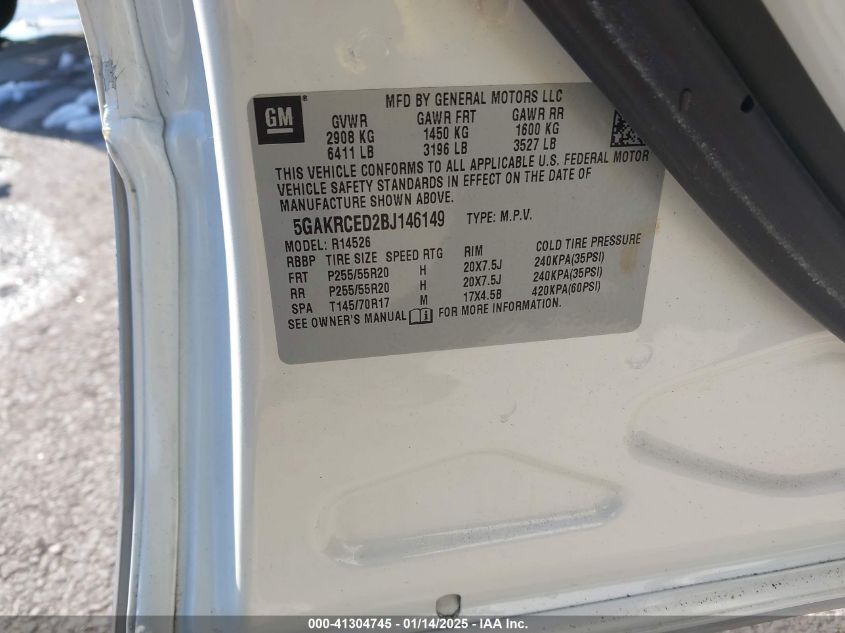 GM ®
MFD BY GENERAL MOTORS LLC
GVWR GAWR FRT GAWR RR
2908 KG 1450 KG 1600 KG
6411 LB 3196 LB 3527 LB
THIS VEHICLE CONFORMS TO ALL APPLICABLE U.S. FEDERAL MOTOR
VEHICLE SAFETY STANDARDS IN EFFECT ON THE DATE OF
MANUFACTURE SHOWN ABOVE.
5GAKRCED2BJ146149 TYPE: M.P.V.
MODEL: R14526
RBBP TIRE SIZE SPEED RTG RIM COLD TIRE PRESSURE
FRT P255/55R20 H 20X7.5J 240KPA(35PSI)
RR P255/55R20 H 20X7.5J 240KPA(35PSI)
SPA T145/70R17 M 17X4.5B 420KPA(60PSI)
SEE OWNER'S MANUAL i FOR MORE INFORMATION.
000-41304745 - 01/14/2025 - IAA Inc.